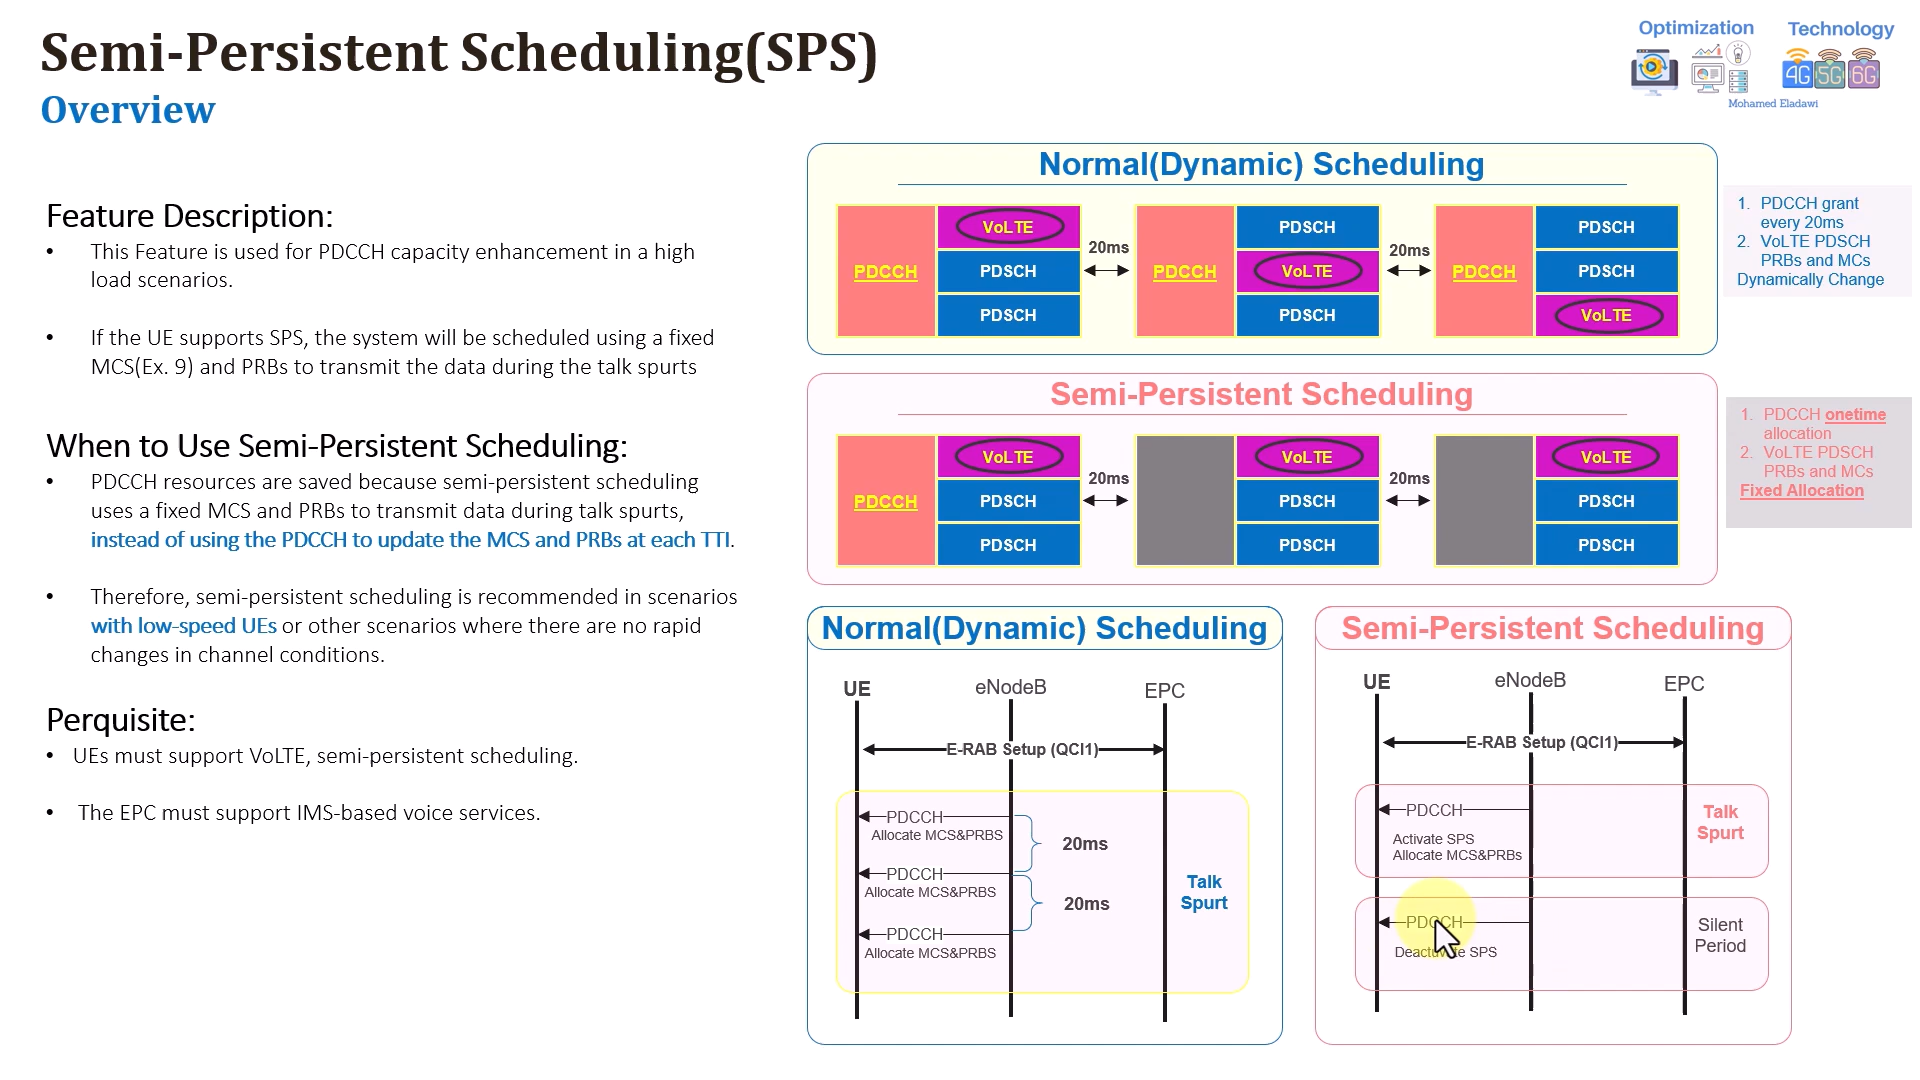 Semi-Persistent Scheduling(SPS)
Overview
Optimization
Technology
4G 5G 6G
Mohamed Eladawi
Feature Description:
• This Feature is used for PDCCH capacity enhancement in a high
load scenarios.
• If the UE supports SPS, the system will be scheduled using a fixed
MCS(Ex. 9) and PRBs to transmit the data during the talk spurts
When to Use Semi-Persistent Scheduling:
• PDCCH resources are saved because semi-persistent scheduling
uses a fixed MCS and PRBs to transmit data during talk spurts,
instead of using the PDCCH to update the MCS and PRBs at each TTI.
• Therefore, semi-persistent scheduling is recommended in scenarios
with low-speed UEs or other scenarios where there are no rapid
changes in channel conditions.
Perquisite:
• UEs must support VoLTE, semi-persistent scheduling.
• The EPC must support IMS-based voice services.
Normal(Dynamic) Scheduling
PDCCH
VoLTE
PDSCH
PDSCH
20ms
PDCCH
PDSCH
VoLTE
PDSCH
20ms
PDCCH
PDSCH
PDSCH
VoLTE
1. PDCCH grant
every 20ms
2. VoLTE PDSCH
PRBs and MCs
Dynamically Change
Semi-Persistent Scheduling
PDCCH
VoLTE
PDSCH
PDSCH
20ms
VoLTE
PDSCH
PDSCH
20ms
VoLTE
PDSCH
PDSCH
1. PDCCH onetime
allocation
2. VoLTE PDSCH
PRBs and MCs
Fixed Allocation
Normal(Dynamic) Scheduling
UE
eNodeB
EPC
E-RAB Setup (QCI1)
PDCCH
Allocate MCS&PRBS
20ms
PDCCH
Allocate MCS&PRBS
20ms
PDCCH
Allocate MCS&PRBS
Talk
Spurt
Semi-Persistent Scheduling
UE
eNodeB
EPC
E-RAB Setup (QCI1)
PDCCH
Activate SPS
Allocate MCS&PRBs
Talk
Spurt
PDCCH
Deactivate SPS
Silent
Period